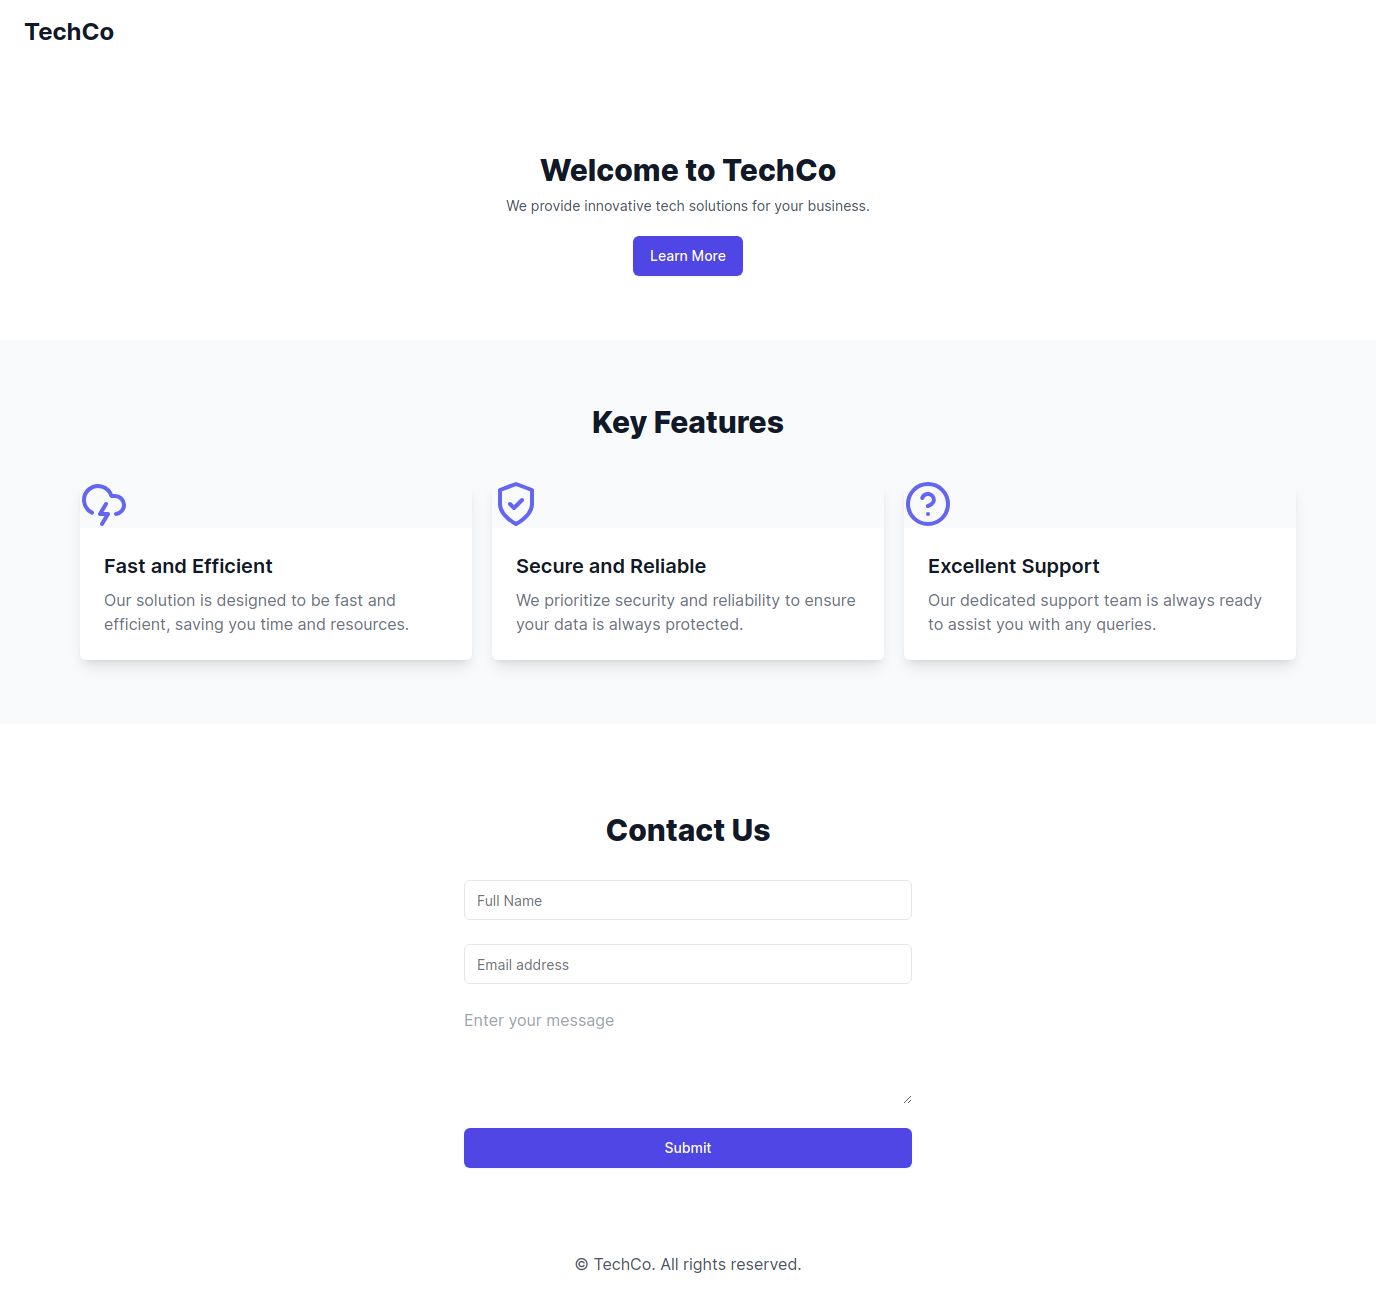 TechCo
Welcome to TechCo
We provide innovative tech solutions for your business.
Learn More
Key Features
Fast and Efficient
Our solution is designed to be fast and
efficient, saving you time and resources.
Secure and Reliable
We prioritize security and reliability to ensure
your data is always protected.
Excellent Support
Our dedicated support team is always ready
to assist you with any queries.
Contact Us
Full Name
Email address
Enter your message
Submit
© TechCo. All rights reserved.